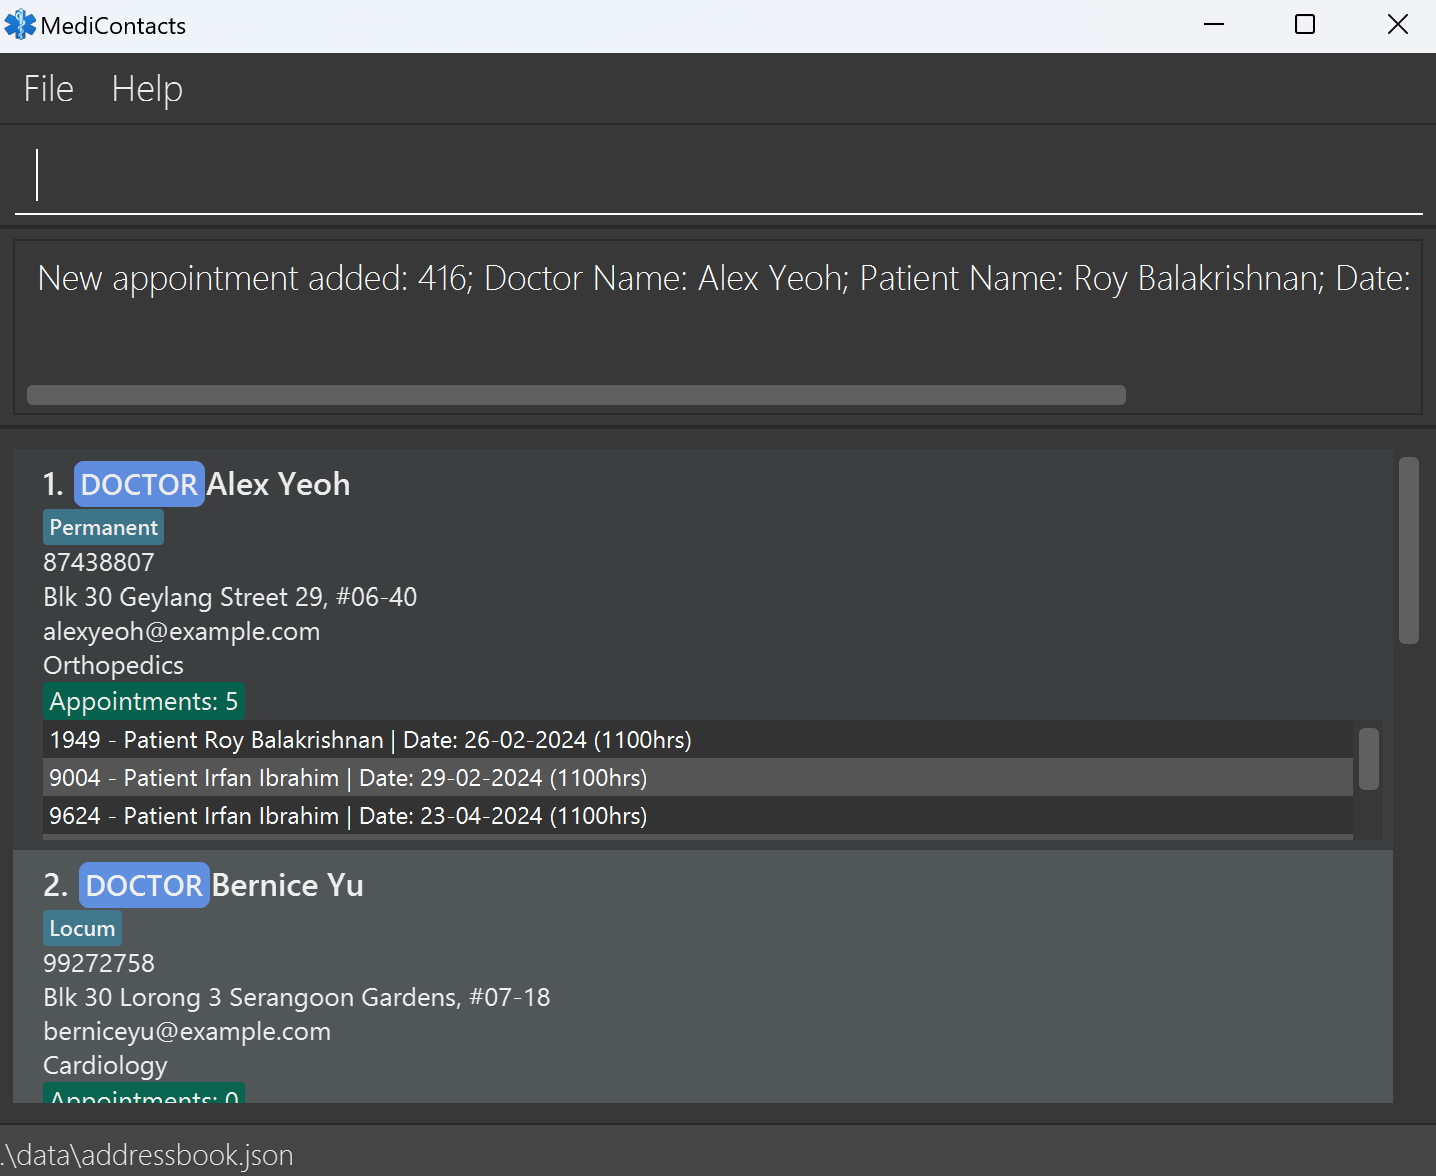 MediContacts
File Help
New appointment added: 416; Doctor Name: Alex Yeoh; Patient Name: Roy Balakrishnan; Date:
1. DOCTOR Alex Yeoh
Permanent
87438807
Blk 30 Geylang Street 29, #06-40
alexyeoh@example.com
Orthopedics
Appointments: 5
1949 - Patient Roy Balakrishnan | Date: 26-02-2024 (1100hrs)
9004 - Patient Irfan Ibrahim | Date: 29-02-2024 (1100hrs)
9624 - Patient Irfan Ibrahim | Date: 23-04-2024 (1100hrs)
2. DOCTOR Bernice Yu
Locum
99272758
Blk 30 Lorong 3 Serangoon Gardens, #07-18
berniceyu@example.com
Cardiology
Appointments: 0
.\data\addressbook.json